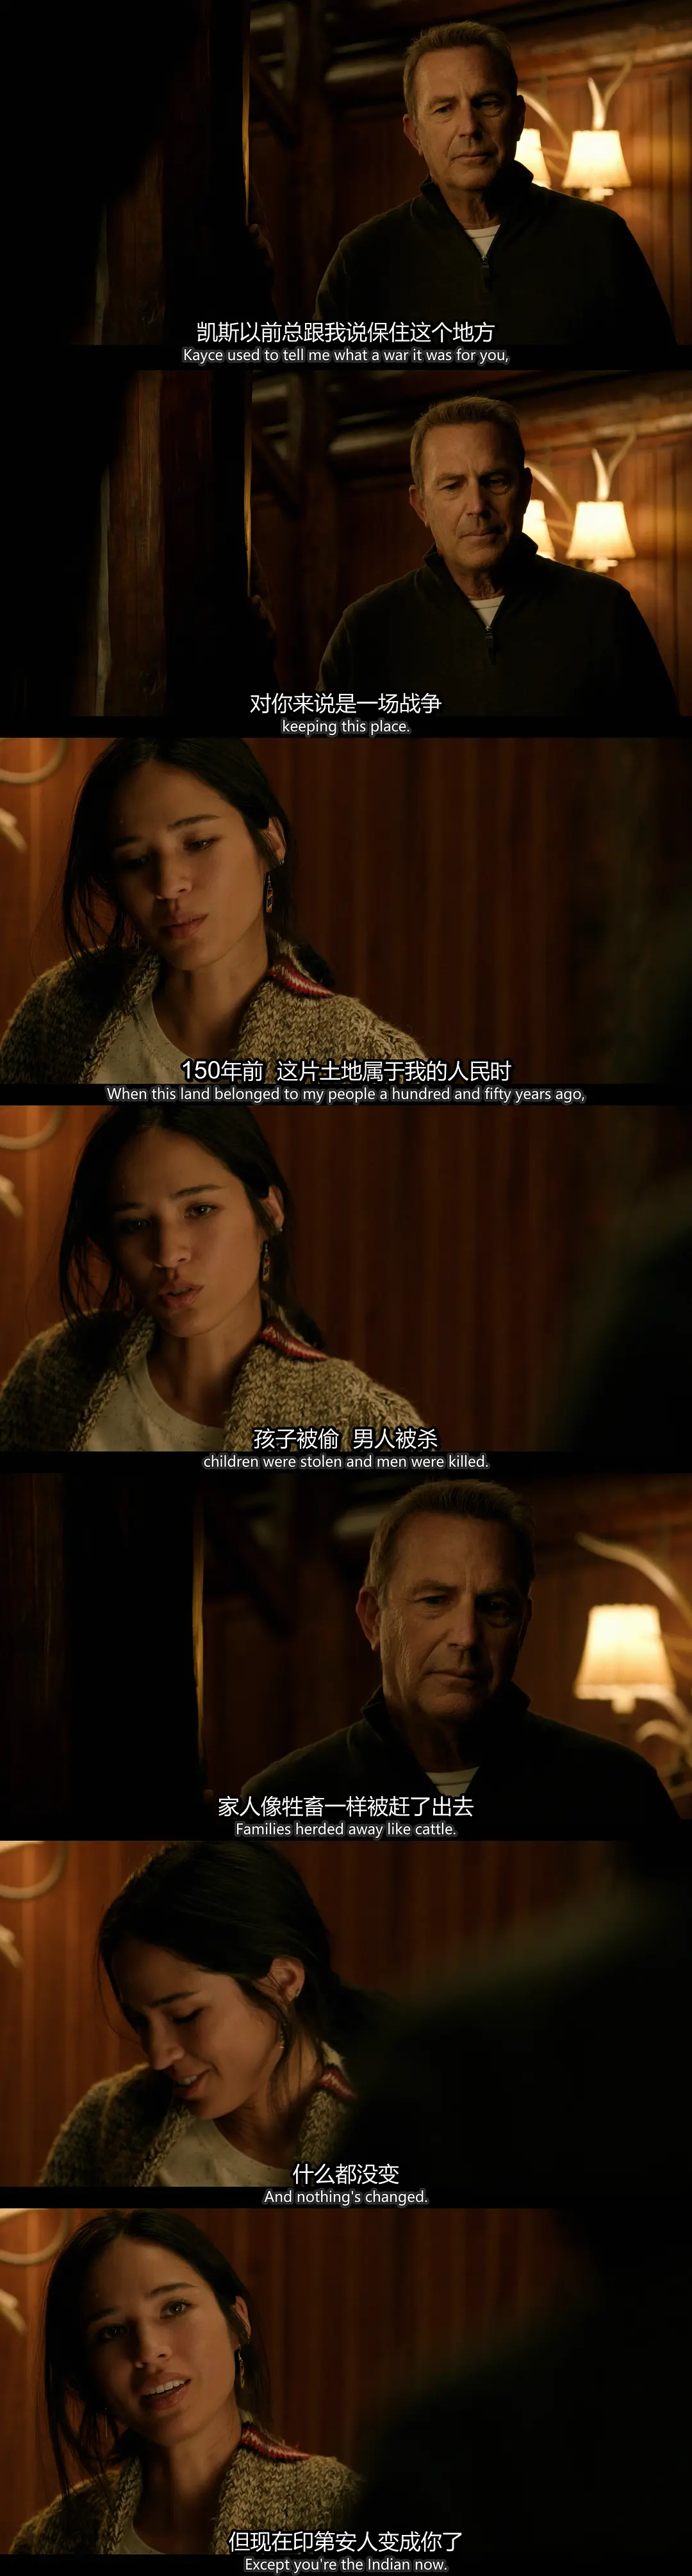 凯斯以前总跟我说保住这个地方
Kayce used to tell me what a war it was for you,
对你来说是一场战争
keeping this place.
150年前 这片土地属于我的人民时
When this land belonged to my people a hundred and fifty years ago,
孩子被偷 男人被杀
children were stolen and men were killed.
家人像牲畜一样被赶了出去
Families herded away like cattle.
什么都没变
And nothing's changed.
但现在印第安人变成你了
Except you're the Indian now.